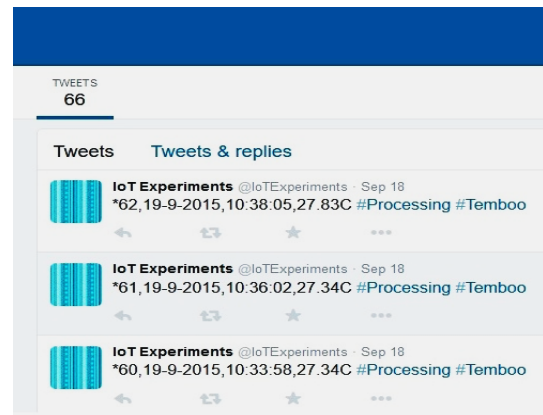 TWEETS
66
Tweets Tweets & replies
IoT Experiments @IoTExperiments · Sep 18
*62,19-9-2015,10:38:05,27.83C #Processing #Temboo
IoT Experiments @IoTExperiments · Sep 18
*61,19-9-2015,10:36:02,27.34C #Processing #Temboo
IoT Experiments @IoTExperiments · Sep 18
*60,19-9-2015,10:33:58,27.34C #Processing #Temboo